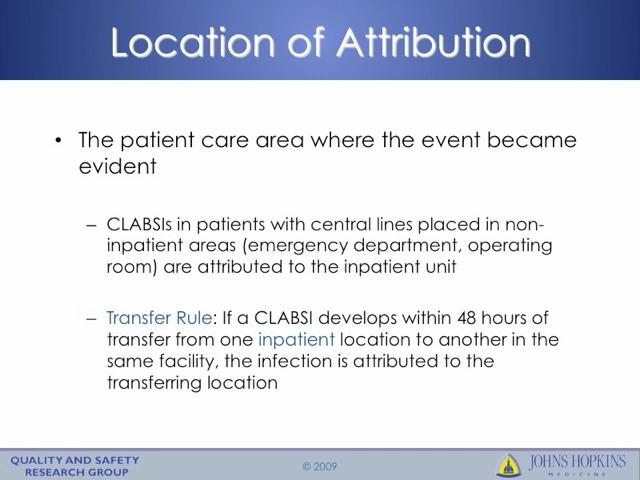 Location of Attribution
• The patient care area where the event became
evident
– CLABSIs in patients with central lines placed in non-
inpatient areas (emergency department, operating
room) are attributed to the inpatient unit
– Transfer Rule: If a CLABSI develops within 48 hours of
transfer from one inpatient location to another in the
same facility, the infection is attributed to the
transferring location
QUALITY AND SAFETY
RESEARCH GROUP
© 2009
JOHNS HOPKINS
MEDICINE